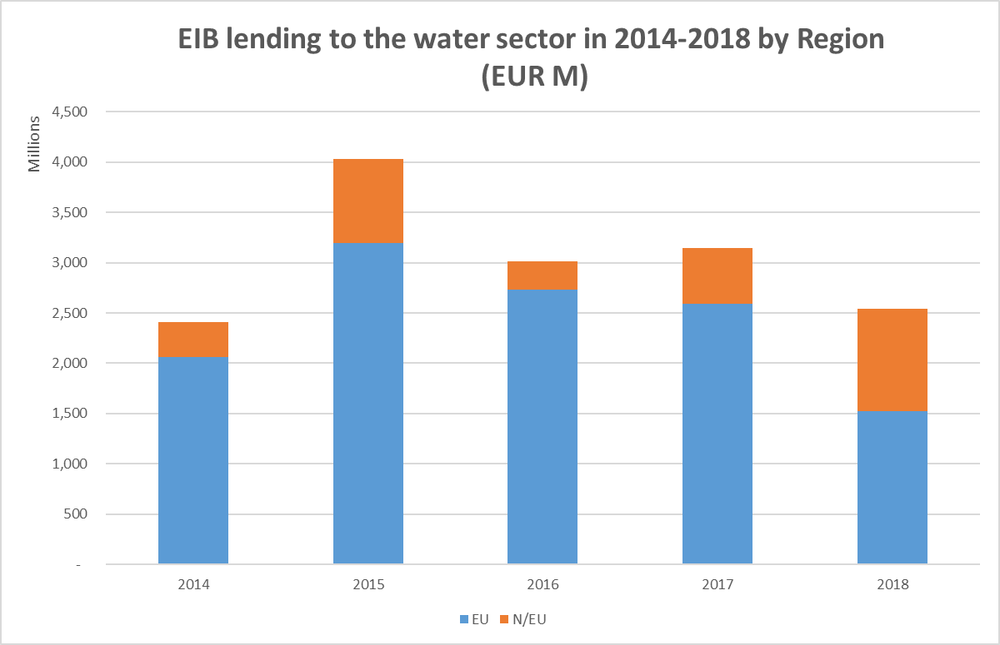 EIB lending to the water sector in 2014-2018 by Region
(EUR M)
Millions
4,500
4,000
3,500
3,000
2,500
2,000
1,500
1,000
500
-
2014 2015 2016 2017 2018
EU N/EU